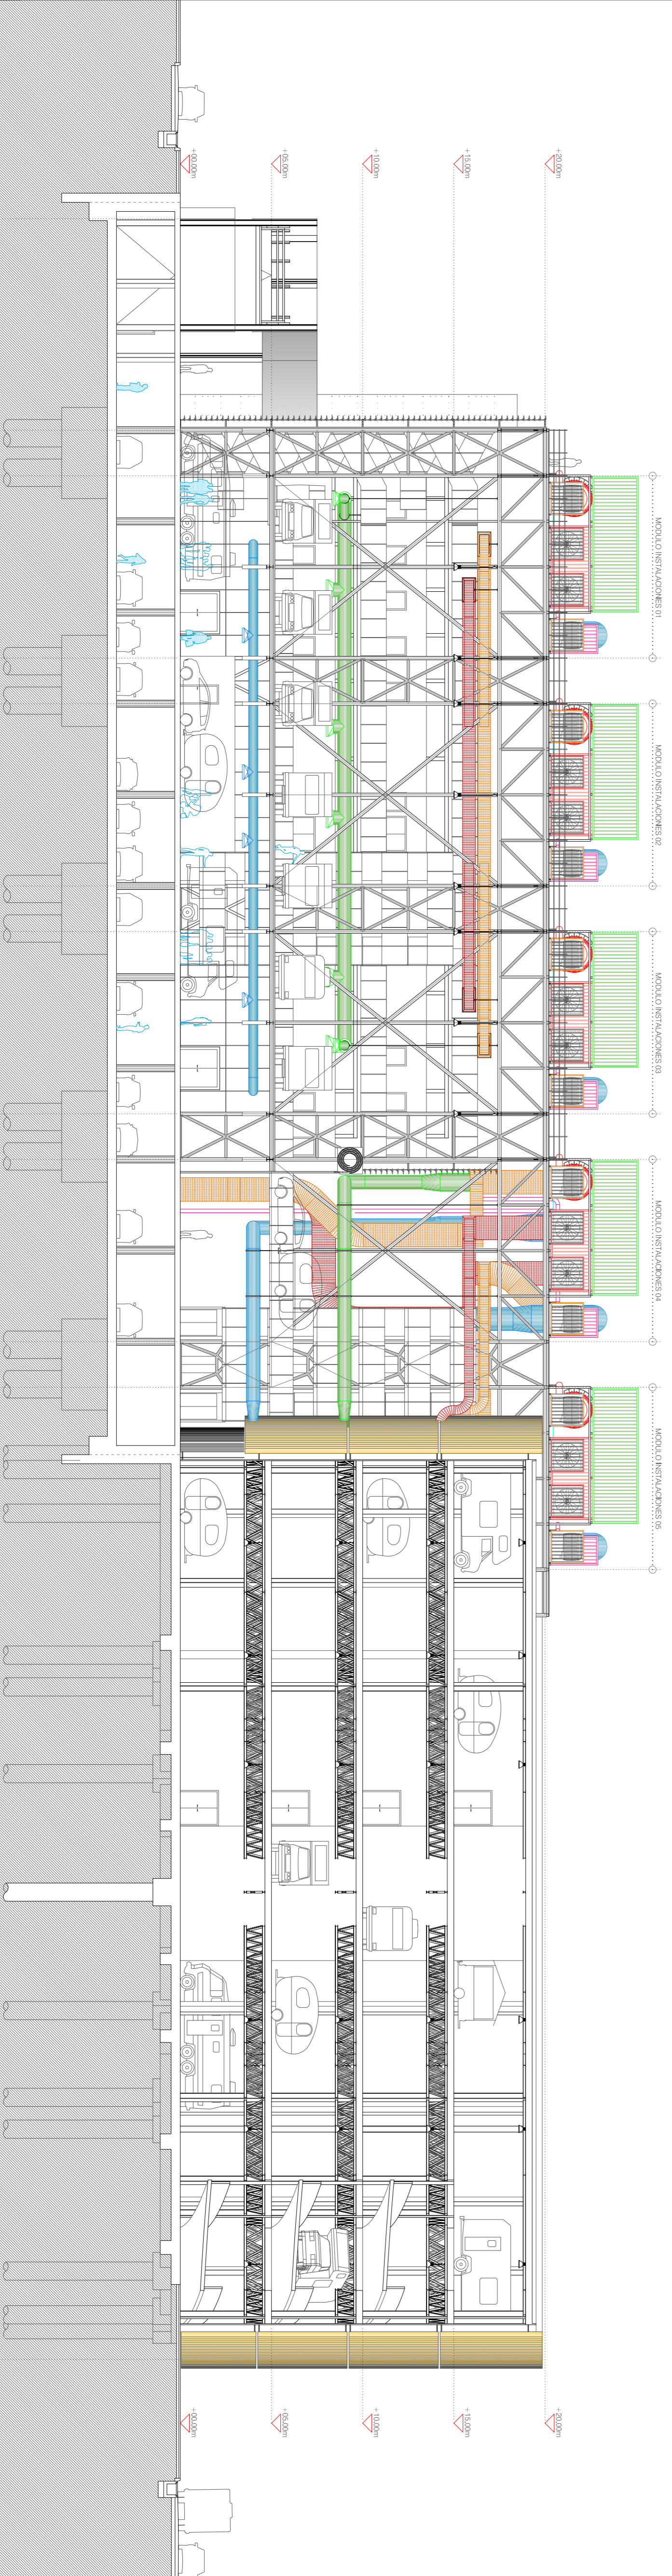 MODULO INSTALACIONES 01
MODULO INSTALACIONES 02
MODULO INSTALACIONES 03
MODULO INSTALACIONES 04
MODULO INSTALACIONES 05
+20,00m
+15,00m
+10,00m
+05,00m
+00,00m
+20,00m
+15,00m
+10,00m
+05,00m
+00,00m